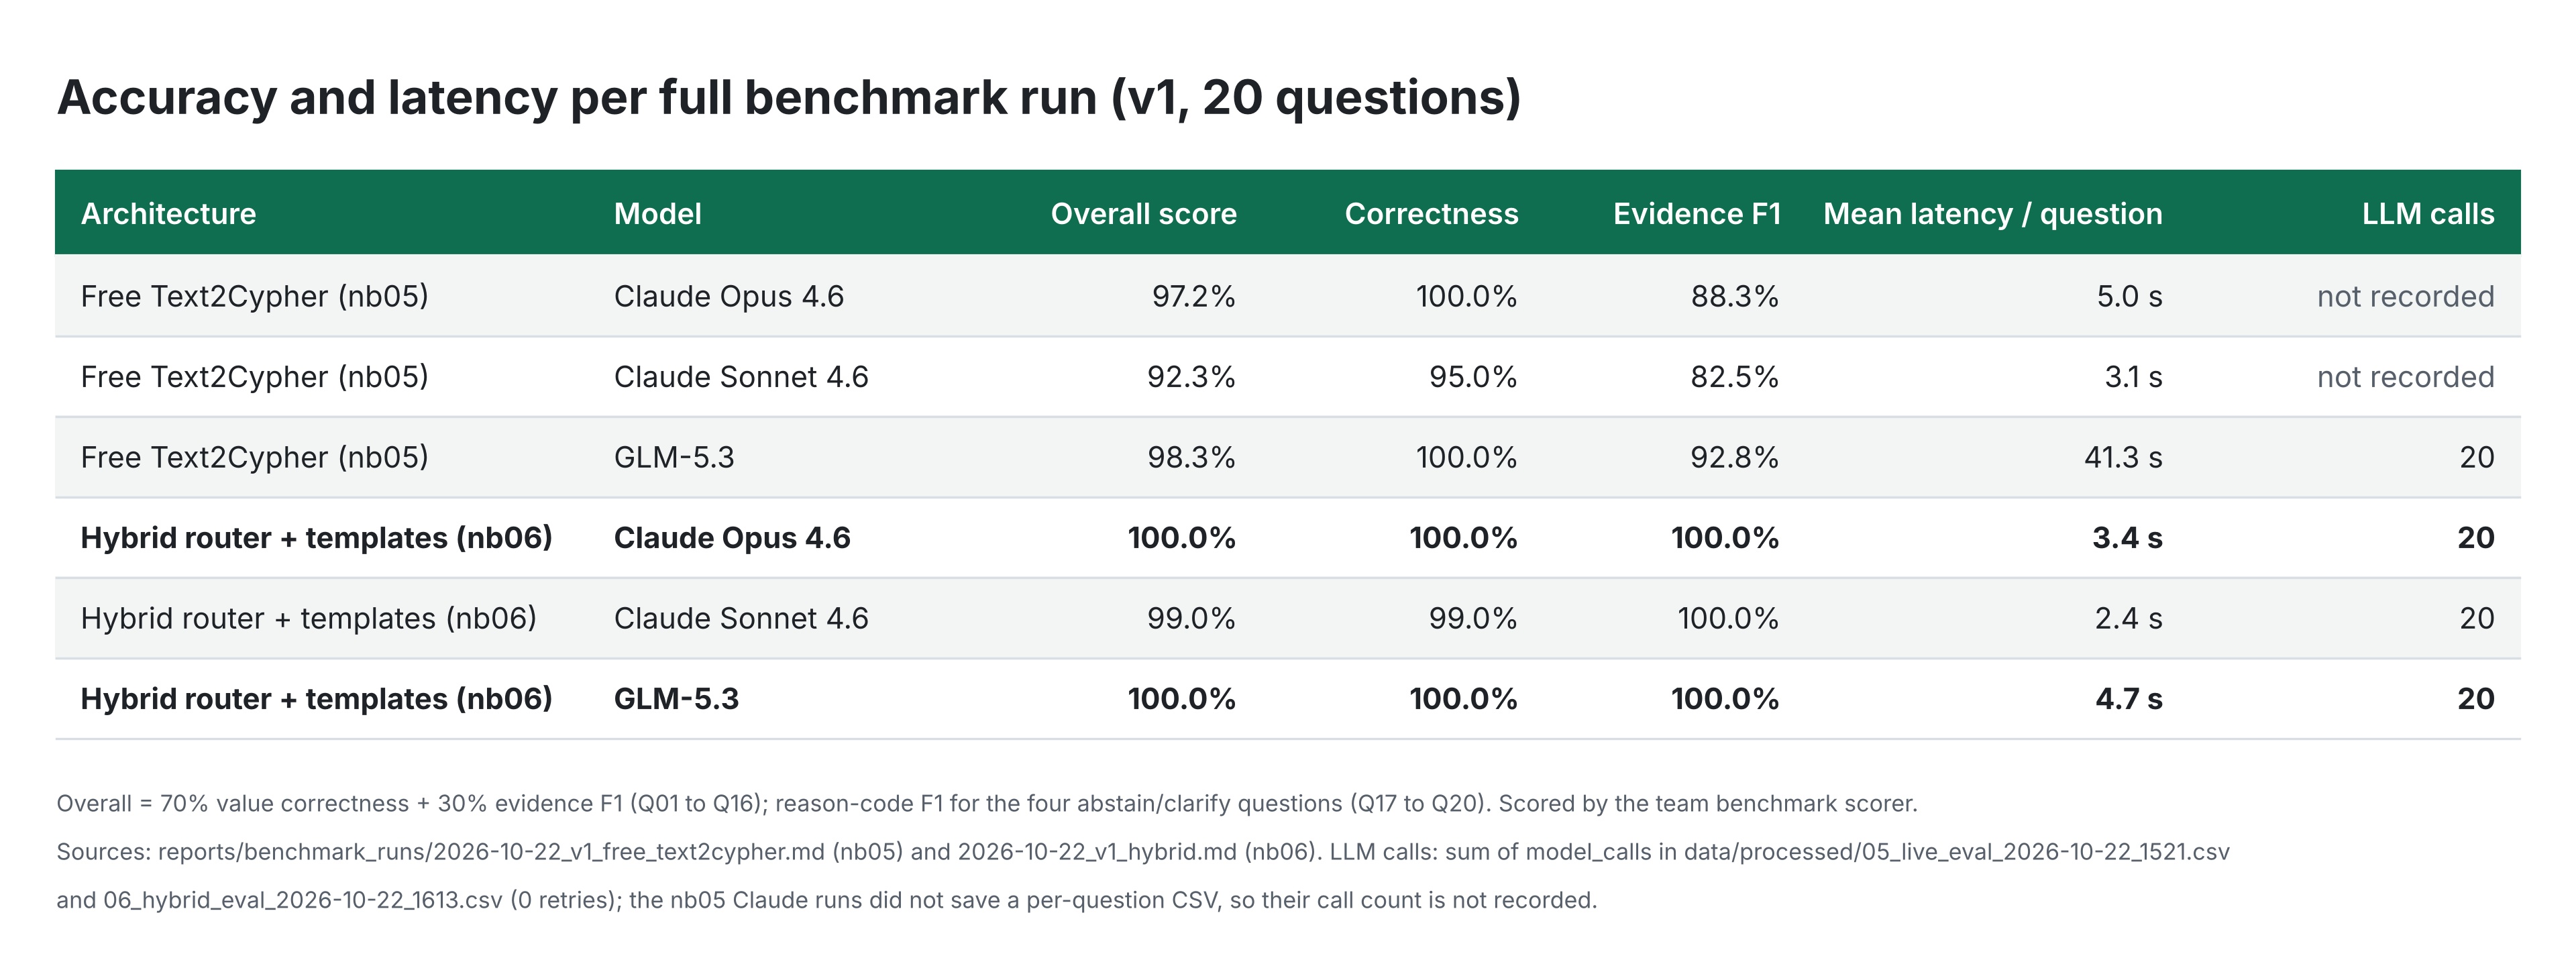 Accuracy and latency per full benchmark run (v1, 20 questions)
Architecture Model Overall score Correctness Evidence F1 Mean latency / question LLM calls
Free Text2Cypher (nb05) Claude Opus 4.6 97.2% 100.0% 88.3% 5.0 s not recorded
Free Text2Cypher (nb05) Claude Sonnet 4.6 92.3% 95.0% 82.5% 3.1 s not recorded
Free Text2Cypher (nb05) GLM-5.3 98.3% 100.0% 92.8% 41.3 s 20
Hybrid router + templates (nb06) Claude Opus 4.6 100.0% 100.0% 100.0% 3.4 s 20
Hybrid router + templates (nb06) Claude Sonnet 4.6 99.0% 99.0% 100.0% 2.4 s 20
Hybrid router + templates (nb06) GLM-5.3 100.0% 100.0% 100.0% 4.7 s 20
Overall = 70% value correctness + 30% evidence F1 (Q01 to Q16); reason-code F1 for the four abstain/clarify questions (Q17 to Q20). Scored by the team benchmark scorer.
Sources: reports/benchmark_runs/2026-10-22_v1_free_text2cypher.md (nb05) and 2026-10-22_v1_hybrid.md (nb06). LLM calls: sum of model_calls in data/processed/05_live_eval_2026-10-22_1521.csv
and 06_hybrid_eval_2026-10-22_1613.csv (0 retries); the nb05 Claude runs did not save a per-question CSV, so their call count is not recorded.